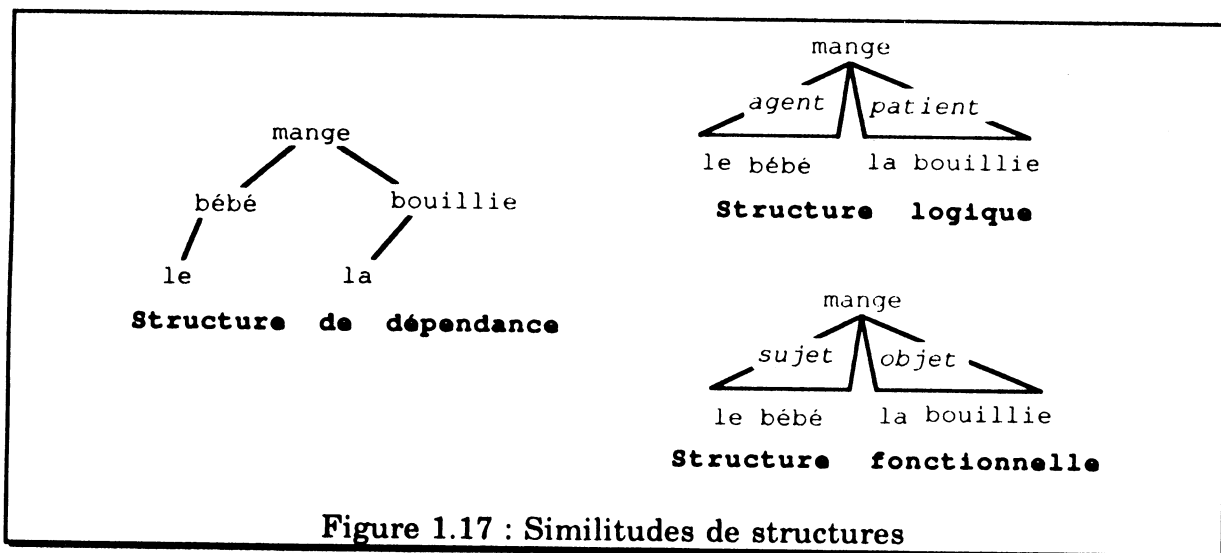 mange
bébé bouillie
le la
Structure de dépendance
mange
agent patient
le bébé la bouillie
Structure logique
mange
sujet objet
le bébé la bouillie
Structure fonctionnelle
Figure 1.17 : Similitudes de structures